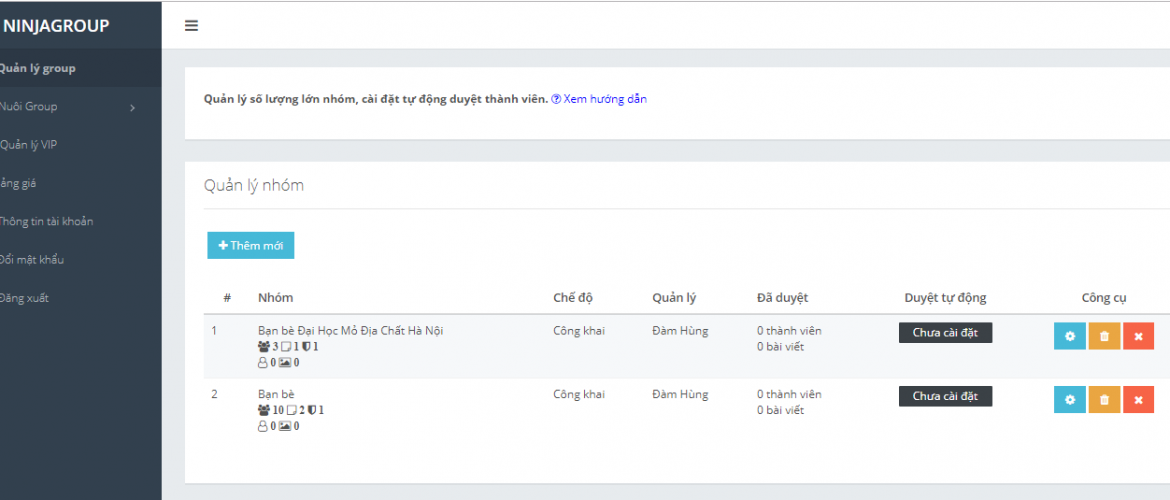 NINJAGROUP
Quản lý group
Nuôi Group
Quản lý VIP
ảng giá
Thông tin tài khoản
Đổi mật khẩu
Đăng xuất
Quản lý số lượng lớn nhóm, cài đặt tự động duyệt thành viên. Xem hướng dẫn
Quản lý nhóm
Thêm mới
# Nhóm Chế độ Quản lý Đã duyệt Duyệt tự động Công cụ
1 Bạn bè Đại Học Mỏ Địa Chất Hà Nội Công khai Đàm Hùng 0 thành viên Chưa cài đặt
3 1 1 0 bài viết
0 0
2 Bạn bè Công khai Đàm Hùng 0 thành viên Chưa cài đặt
10 2 1 0 bài viết
0 0